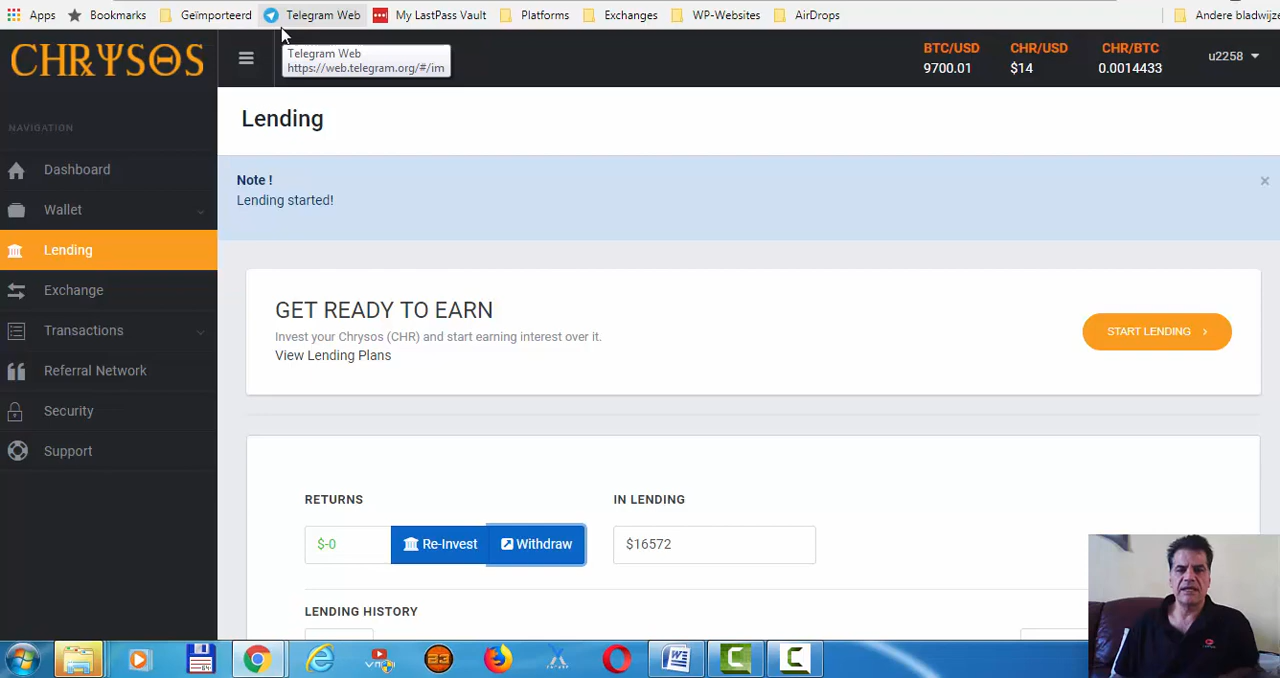 Apps
Bookmarks
Geïmporteerd
Telegram Web
My LastPass Vault
Platforms
Exchanges
WP-Websites
AirDrops
Andere bladwijze
Telegram Web
https://web.telegram.org/#/im
CHRYSOS
BTC/USD
9700.01
CHR/USD
$14
CHR/BTC
0.0014433
u2258
NAVIGATION
Dashboard
Wallet
Lending
Exchange
Transactions
Referral Network
Security
Support
Lending
Note !
Lending started!
×
GET READY TO EARN
Invest your Chrysos (CHR) and start earning interest over it.
View Lending Plans
START LENDING
RETURNS
$-0
Re-Invest
Withdraw
IN LENDING
$16572
LENDING HISTORY